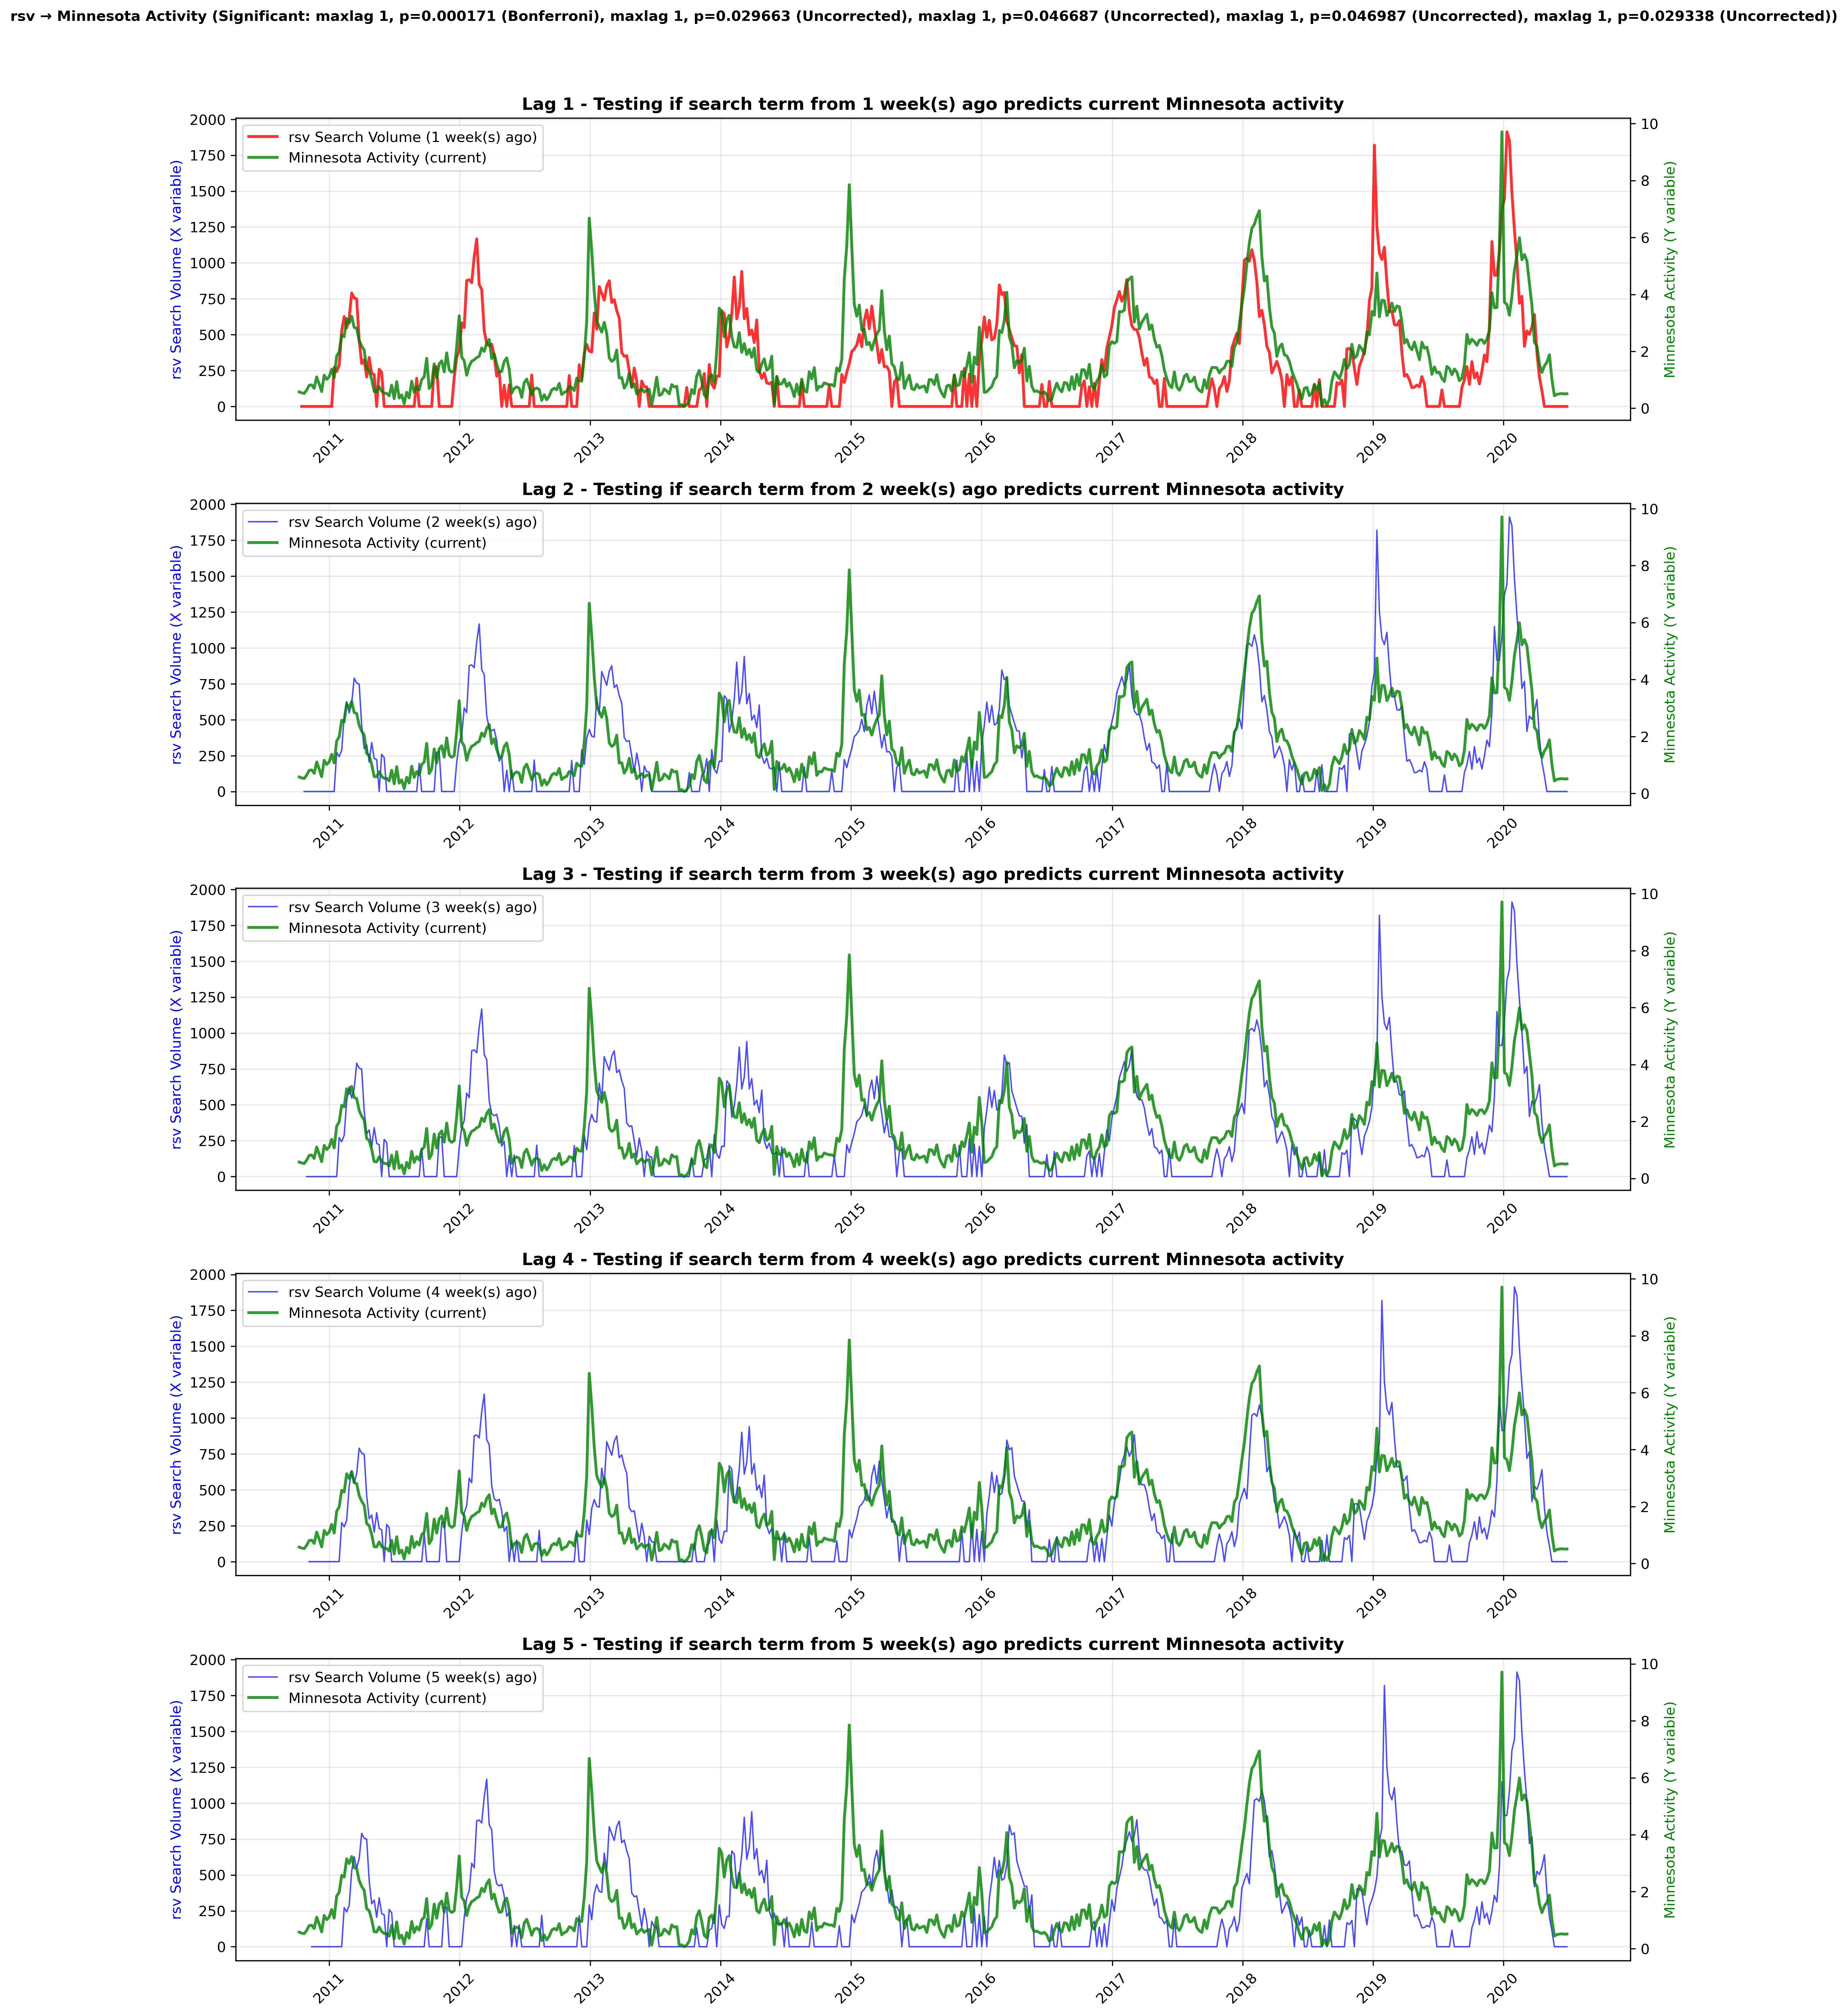 rsv → Minnesota Activity (Significant: maxlag 1, p=0.000171 (Bonferroni), maxlag 1, p=0.029663 (Uncorrected), maxlag 1, p=0.046687 (Uncorrected), maxlag 1, p=0.046987 (Uncorrected), maxlag 1, p=0.029338 (Uncorrected))
Lag 1 - Testing if search term from 1 week(s) ago predicts current Minnesota activity
rsv Search Volume (1 week(s) ago)
Minnesota Activity (current)
rsv Search Volume (X variable)
2000
1750
1500
1250
1000
750
500
250
0
10
8
6
4
2
0
Minnesota Activity (Y variable)
2011 2012 2013 2014 2015 2016 2017 2018 2019 2020
Lag 2 - Testing if search term from 2 week(s) ago predicts current Minnesota activity
rsv Search Volume (2 week(s) ago)
Minnesota Activity (current)
rsv Search Volume (X variable)
2000
1750
1500
1250
1000
750
500
250
0
10
8
6
4
2
0
Minnesota Activity (Y variable)
2011 2012 2013 2014 2015 2016 2017 2018 2019 2020
Lag 3 - Testing if search term from 3 week(s) ago predicts current Minnesota activity
rsv Search Volume (3 week(s) ago)
Minnesota Activity (current)
rsv Search Volume (X variable)
2000
1750
1500
1250
1000
750
500
250
0
10
8
6
4
2
0
Minnesota Activity (Y variable)
2011 2012 2013 2014 2015 2016 2017 2018 2019 2020
Lag 4 - Testing if search term from 4 week(s) ago predicts current Minnesota activity
rsv Search Volume (4 week(s) ago)
Minnesota Activity (current)
rsv Search Volume (X variable)
2000
1750
1500
1250
1000
750
500
250
0
10
8
6
4
2
0
Minnesota Activity (Y variable)
2011 2012 2013 2014 2015 2016 2017 2018 2019 2020
Lag 5 - Testing if search term from 5 week(s) ago predicts current Minnesota activity
rsv Search Volume (5 week(s) ago)
Minnesota Activity (current)
rsv Search Volume (X variable)
2000
1750
1500
1250
1000
750
500
250
0
10
8
6
4
2
0
Minnesota Activity (Y variable)
2011 2012 2013 2014 2015 2016 2017 2018 2019 2020